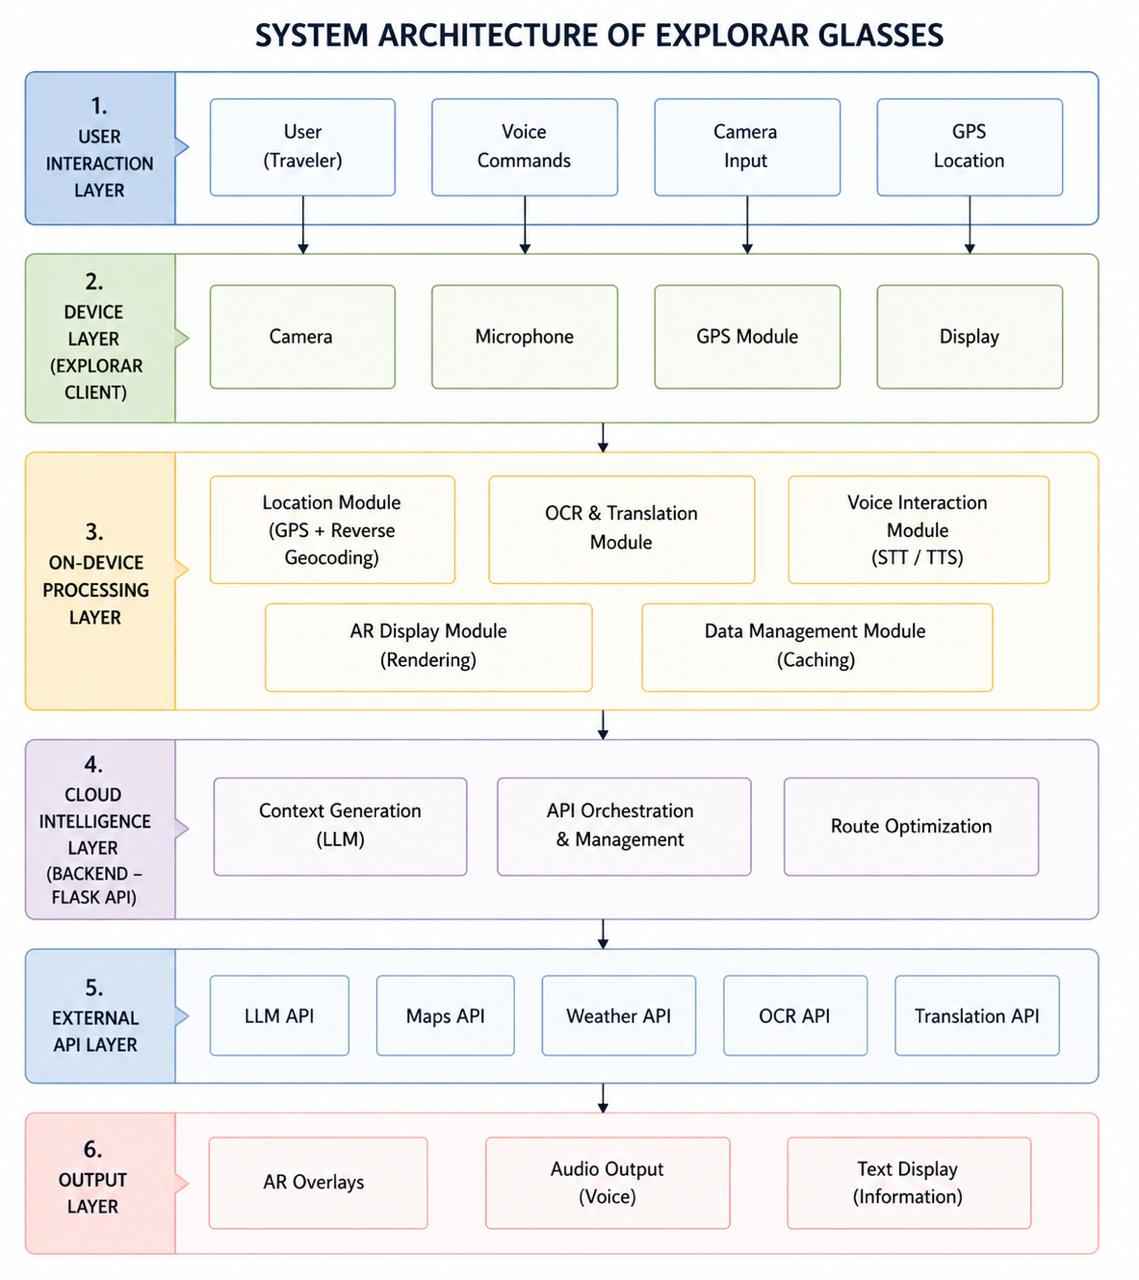 SYSTEM ARCHITECTURE OF EXPLORAR GLASSES
1.
USER
INTERACTION
LAYER
User
(Traveler)
Voice
Commands
Camera
Input
GPS
Location
2.
DEVICE
LAYER
(EXPLORAR
CLIENT)
Camera
Microphone
GPS Module
Display
3.
ON-DEVICE
PROCESSING
LAYER
Location Module
(GPS + Reverse
Geocoding)
OCR & Translation
Module
Voice Interaction
Module
(STT / TTS)
AR Display Module
(Rendering)
Data Management Module
(Caching)
4.
CLOUD
INTELLIGENCE
LAYER
(BACKEND –
FLASK API)
Context Generation
(LLM)
API Orchestration
& Management
Route Optimization
5.
EXTERNAL
API LAYER
LLM API
Maps API
Weather API
OCR API
Translation API
6.
OUTPUT
LAYER
AR Overlays
Audio Output
(Voice)
Text Display
(Information)